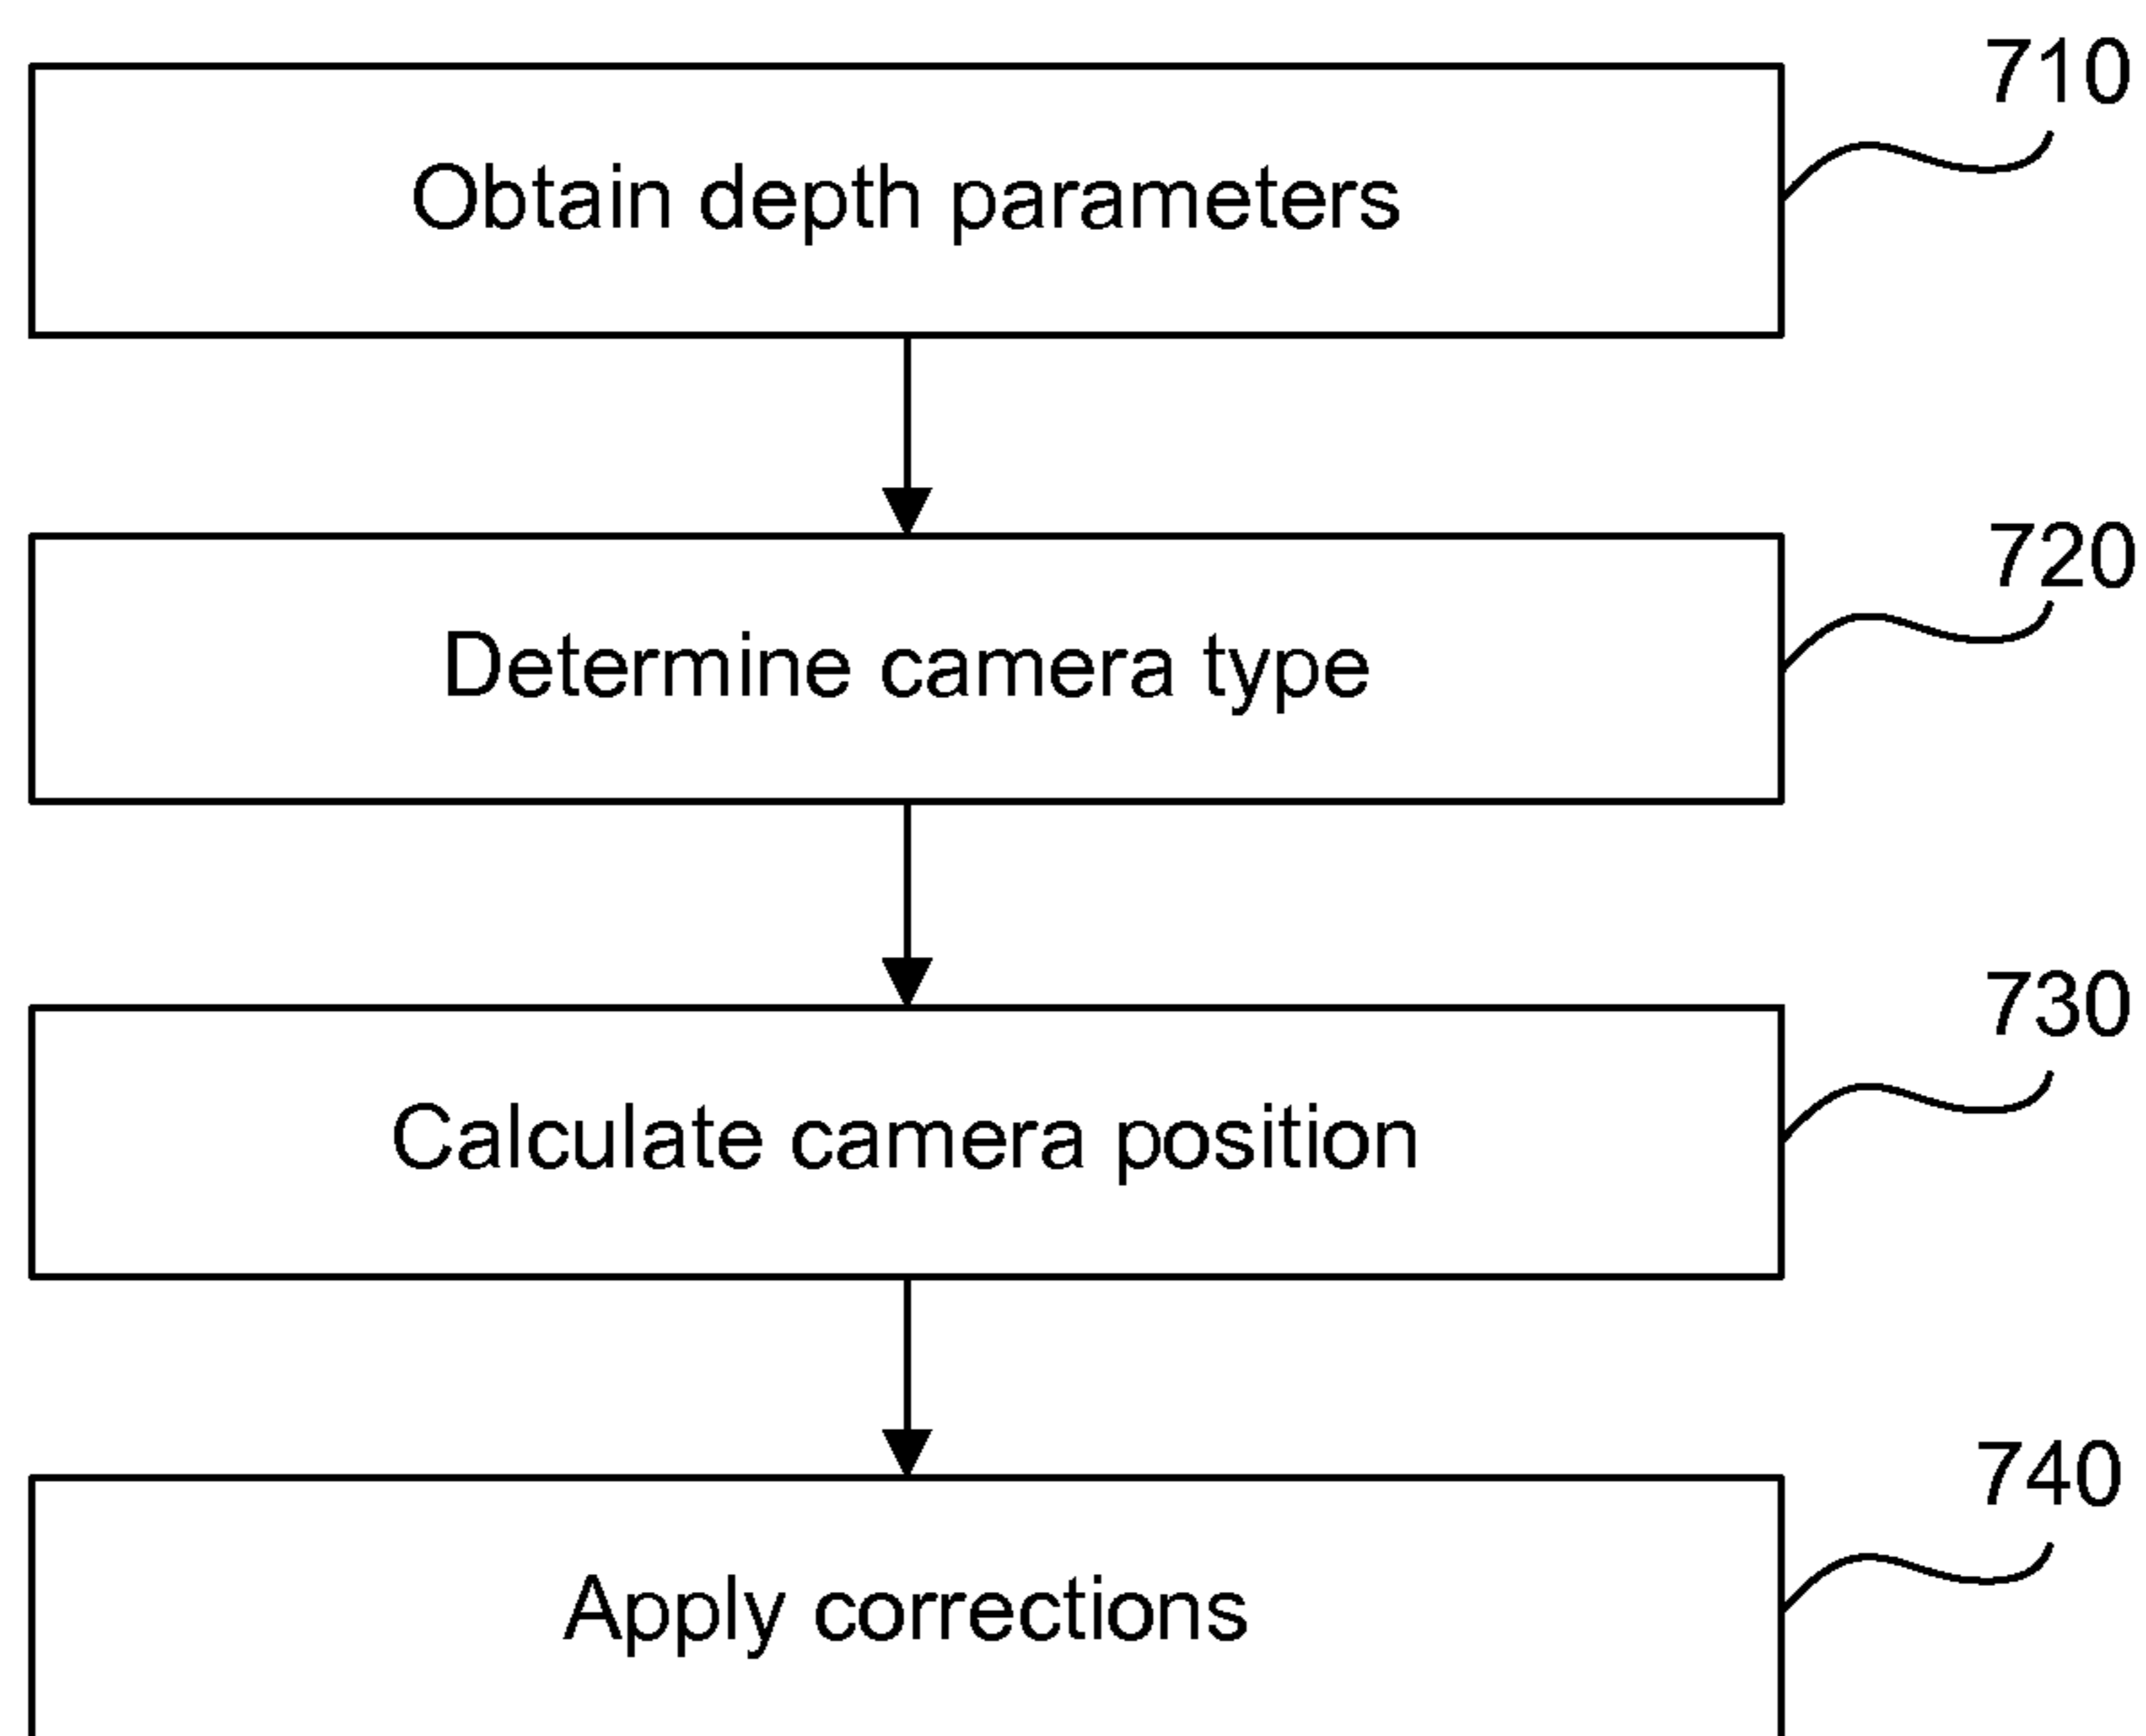 710
Obtain depth parameters
720
Determine camera type
730
Calculate camera position
740
Apply corrections